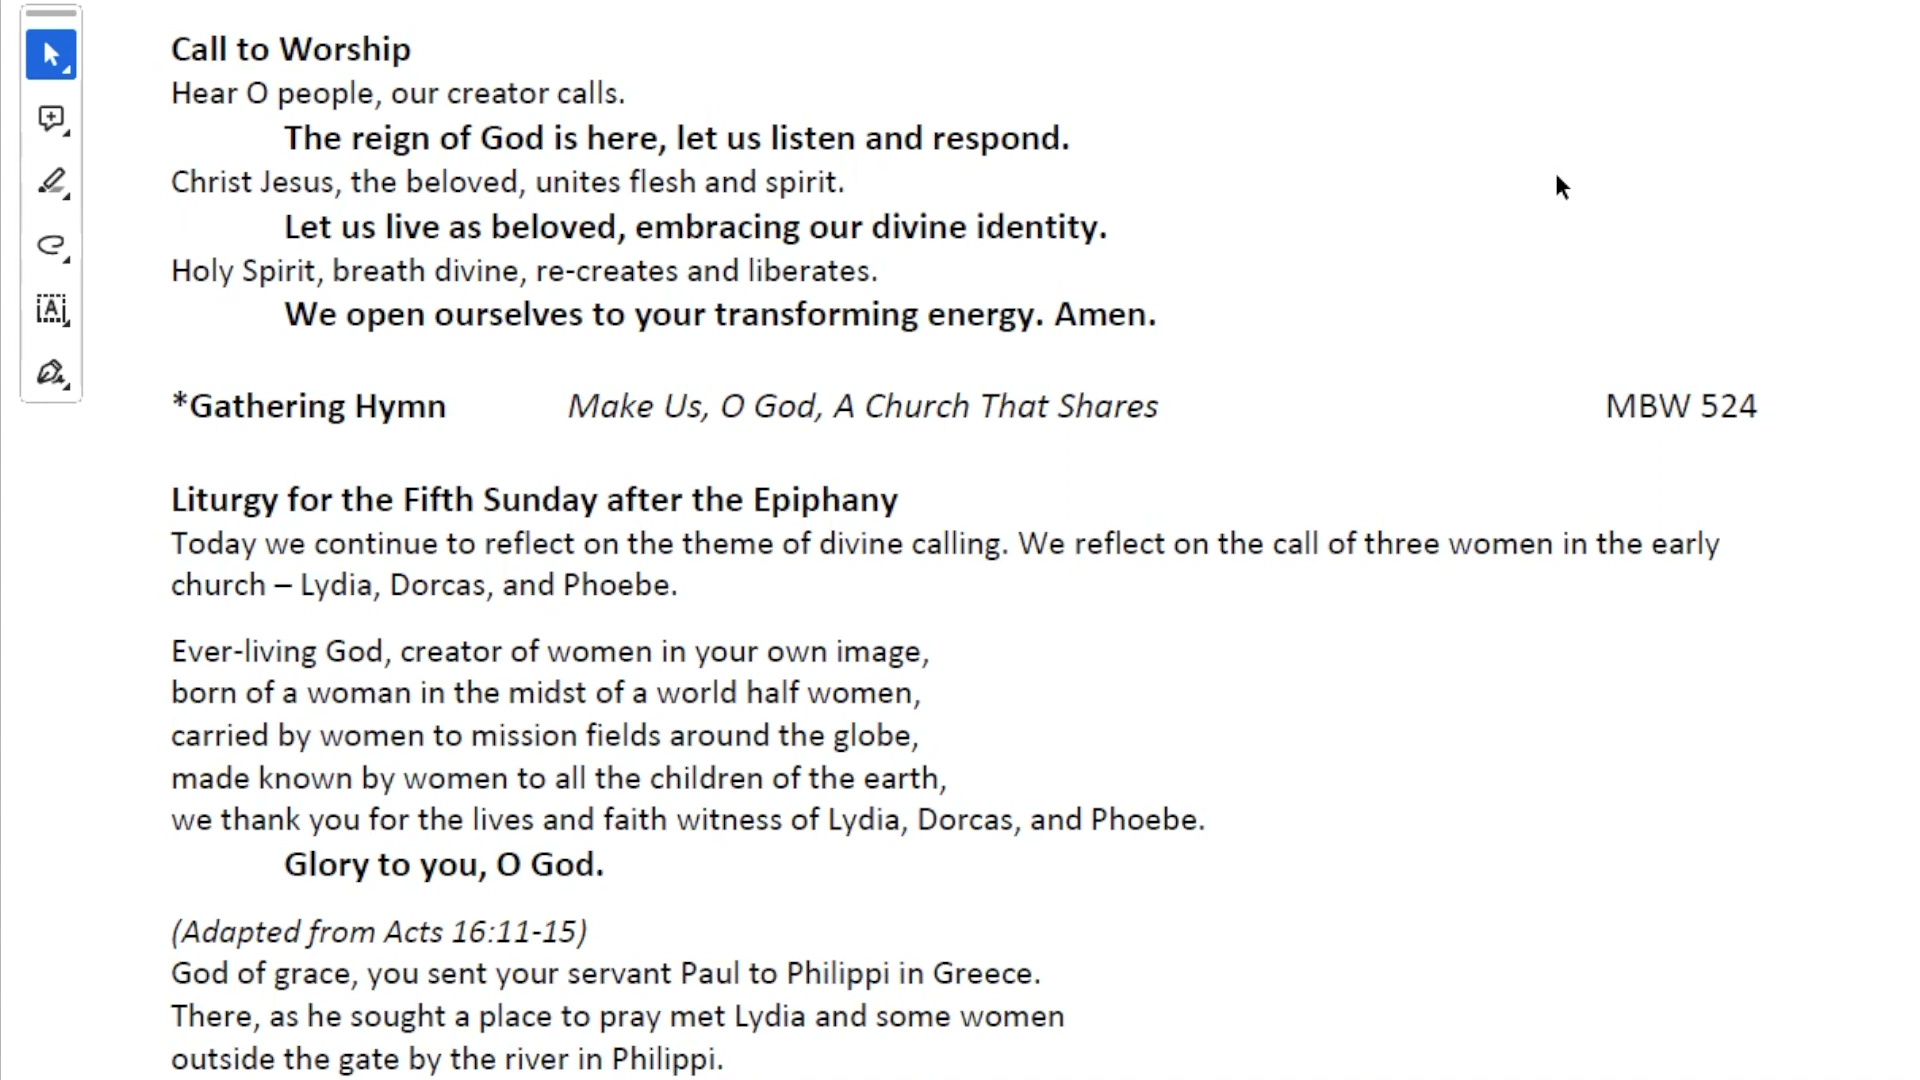 Call to Worship
Hear O people, our creator calls.
The reign of God is here, let us listen and respond.
Christ Jesus, the beloved, unites flesh and spirit.
Let us live as beloved, embracing our divine identity.
Holy Spirit, breath divine, re-creates and liberates.
We open ourselves to your transforming energy. Amen.
*Gathering Hymn Make Us, O God, A Church That Shares MBW 524
Liturgy for the Fifth Sunday after the Epiphany
Today we continue to reflect on the theme of divine calling. We reflect on the call of three women in the early
church – Lydia, Dorcas, and Phoebe.
Ever-living God, creator of women in your own image,
born of a woman in the midst of a world half women,
carried by women to mission fields around the globe,
made known by women to all the children of the earth,
we thank you for the lives and faith witness of Lydia, Dorcas, and Phoebe.
Glory to you, O God.
(Adapted from Acts 16:11-15)
God of grace, you sent your servant Paul to Philippi in Greece.
There, as he sought a place to pray met Lydia and some women
outside the gate by the river in Philippi.